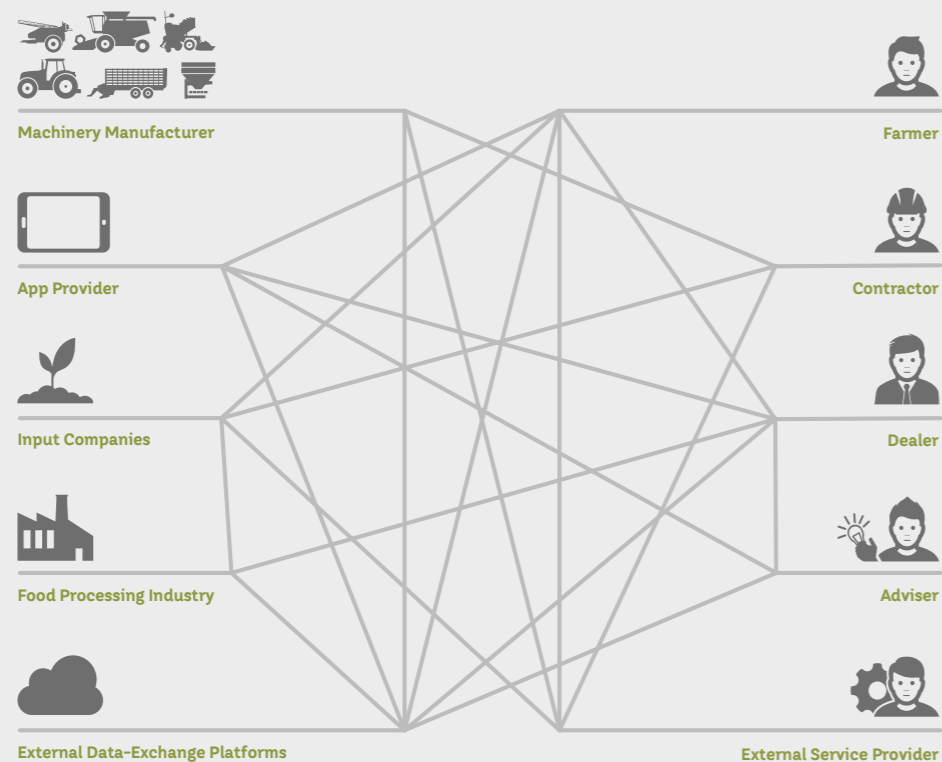 Machinery Manufacturer
Farmer
App Provider
Contractor
Input Companies
Dealer
Food Processing Industry
Adviser
External Data-Exchange Platforms
External Service Provider